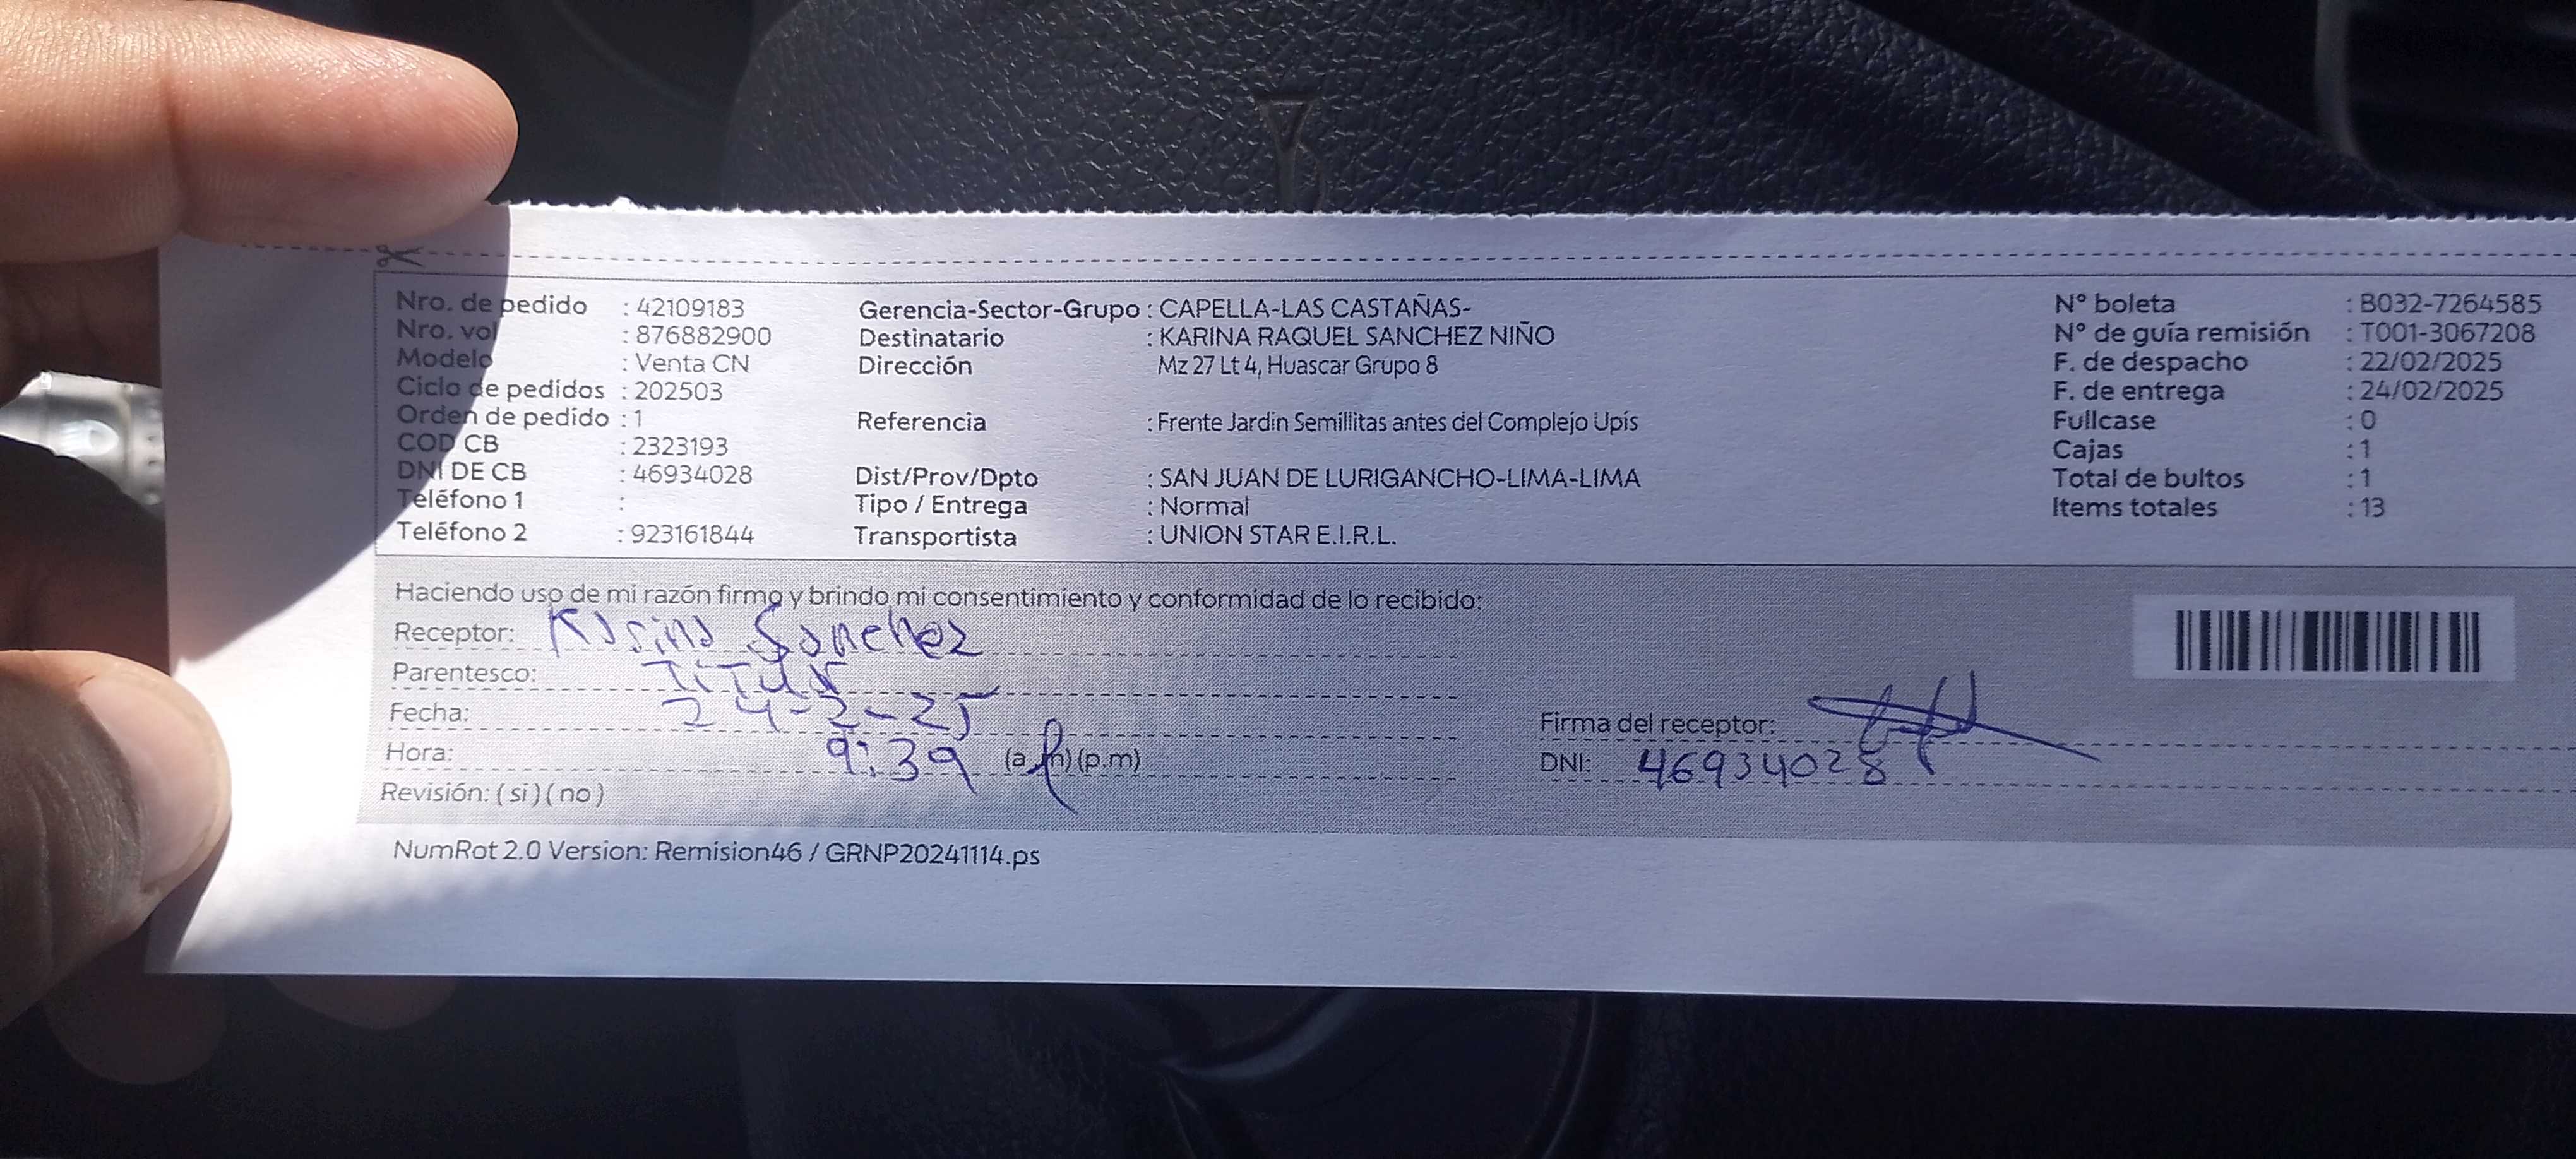 Nro. de pedido : 42109183 Gerencia-Sector-Grupo : CAPELLA-LAS CASTAÑAS- N° boleta : B032-7264585
Nro. vol : 876882900 Destinatario : KARINA RAQUEL SANCHEZ NIÑO N° de guía remisión : T001-3067208
Modelo : Venta CN Dirección Mz 27 Lt 4, Huascar Grupo 8 F. de despacho : 22/02/2025
Ciclo de pedidos : 202503 F. de entrega : 24/02/2025
Orden de pedido : 1 Referencia : Frente Jardin Semillitas antes del Complejo Upis Fullcase : 0
COD CB : 2323193 Cajas : 1
DNI DE CB : 46934028 Dist/Prov/Dpto : SAN JUAN DE LURIGANCHO-LIMA-LIMA Total de bultos : 1
Teléfono 1 : Tipo / Entrega : Normal Items totales : 13
Teléfono 2 : 923161844 Transportista : UNION STAR E.I.R.L.
Haciendo uso de mi razón firmo y brindo mi consentimiento y conformidad de lo recibido:
Receptor: Karina Sanchez
Parentesco:
Fecha: 24-2-25 Firma del receptor:
Hora: 9:39 (a.m)(p.m) DNI: 46934028
Revisión: (si)(no)
NumRot 2.0 Version: Remision46 / GRNP20241114.ps